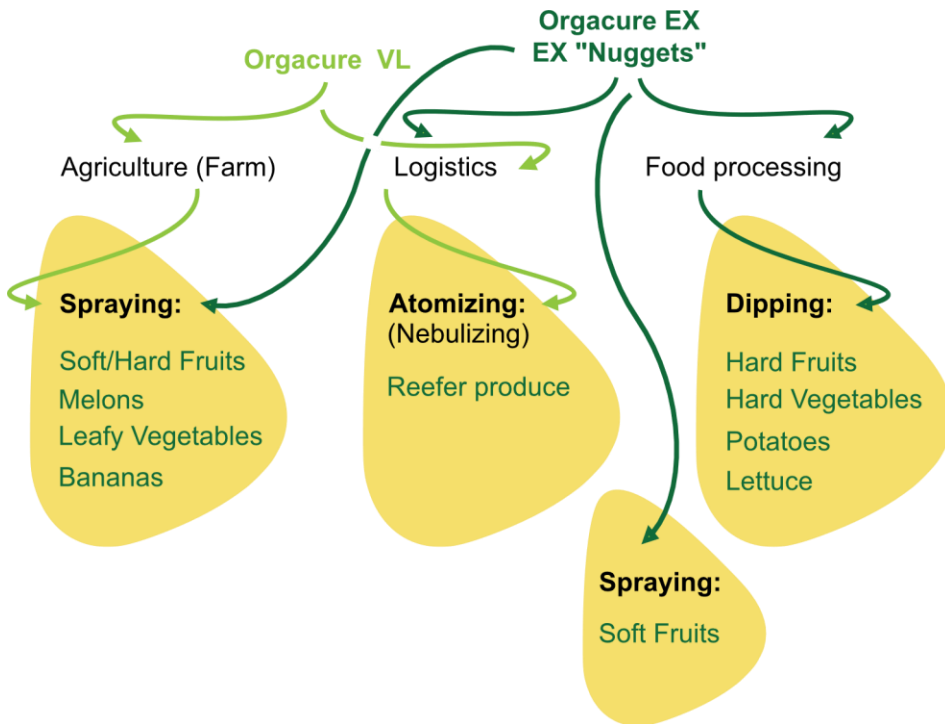 Orgacure EX
EX "Nuggets"
Orgacure VL
Agriculture (Farm)
Logistics
Food processing
Spraying:
Soft/Hard Fruits
Melons
Leafy Vegetables
Bananas
Atomizing:
(Nebulizing)
Reefer produce
Dipping:
Hard Fruits
Hard Vegetables
Potatoes
Lettuce
Spraying:
Soft Fruits